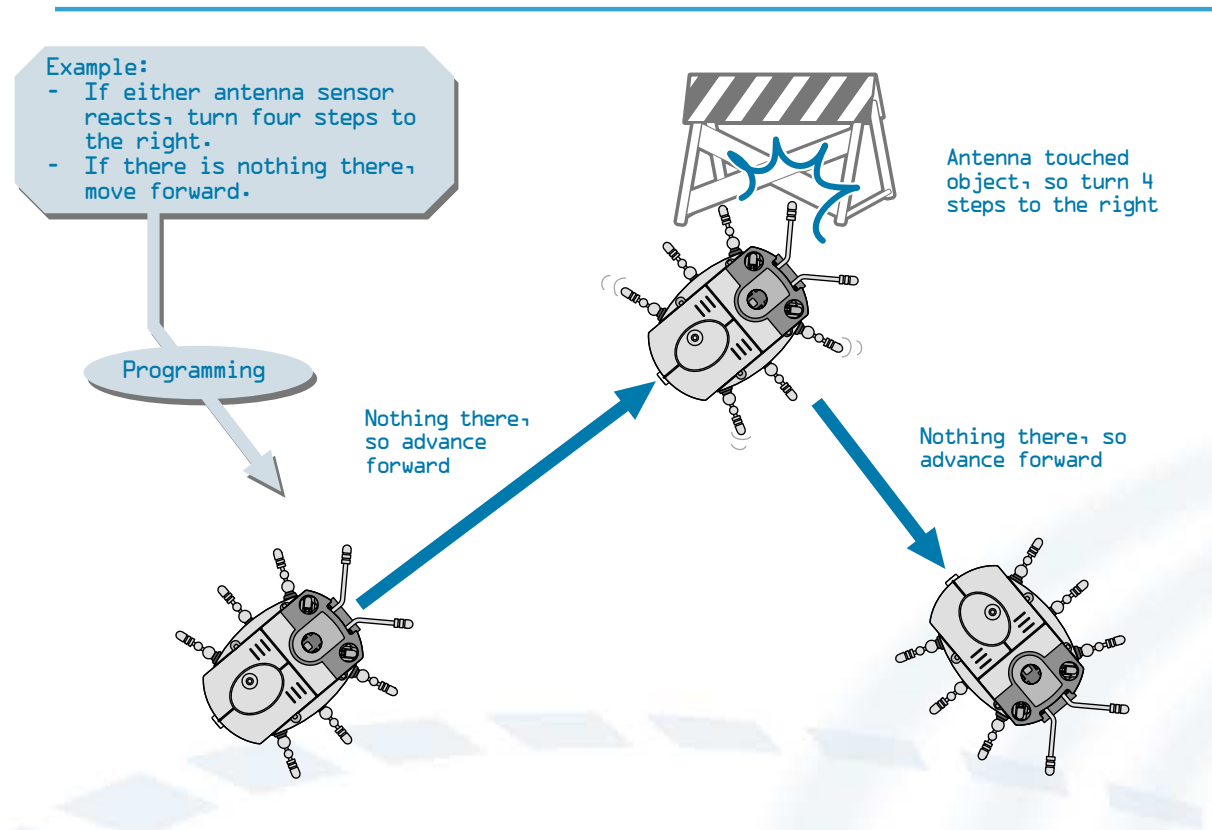 Example:
- If either antenna sensor
reacts, turn four steps to
the right.
- If there is nothing there,
move forward.
Programming
Nothing there,
so advance
forward
Antenna touched
object, so turn 4
steps to the right
Nothing there, so
advance forward